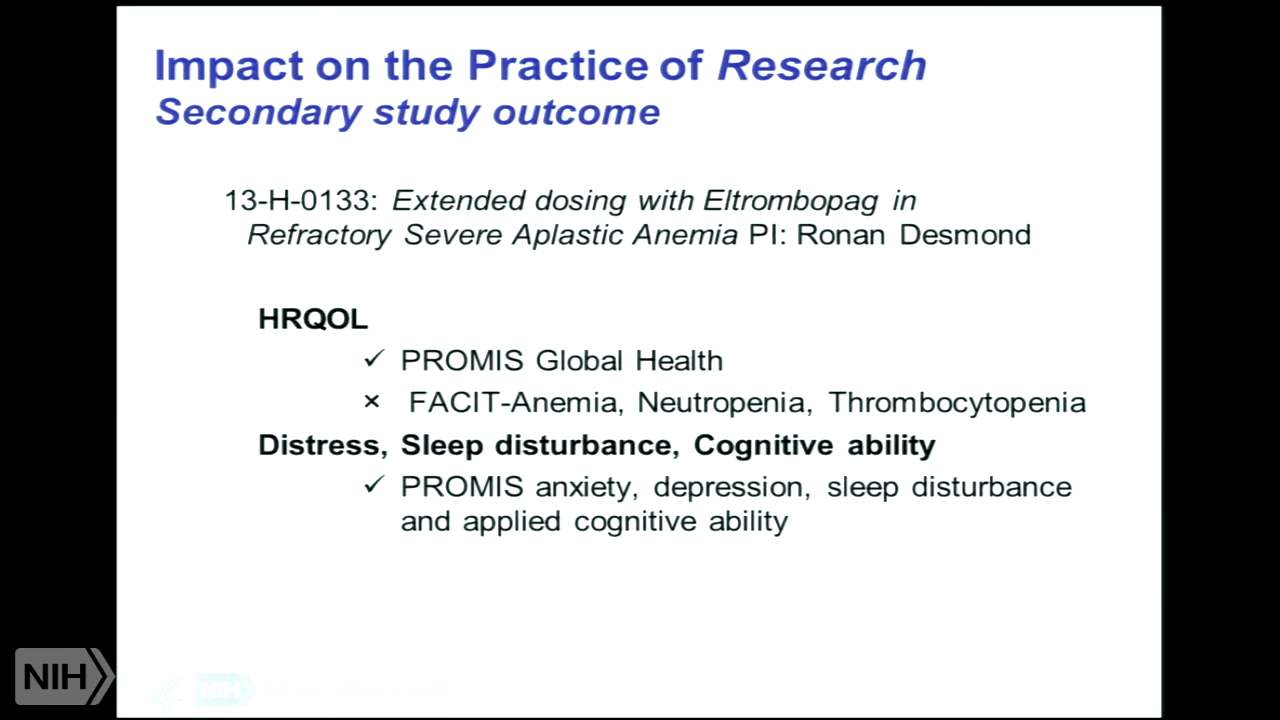 Impact on the Practice of Research
Secondary study outcome
13-H-0133: Extended dosing with Eltrombopag in
Refractory Severe Aplastic Anemia PI: Ronan Desmond
HRQOL
✓ PROMIS Global Health
× FACIT-Anemia, Neutropenia, Thrombocytopenia
Distress, Sleep disturbance, Cognitive ability
✓ PROMIS anxiety, depression, sleep disturbance
and applied cognitive ability
NIH
NIH